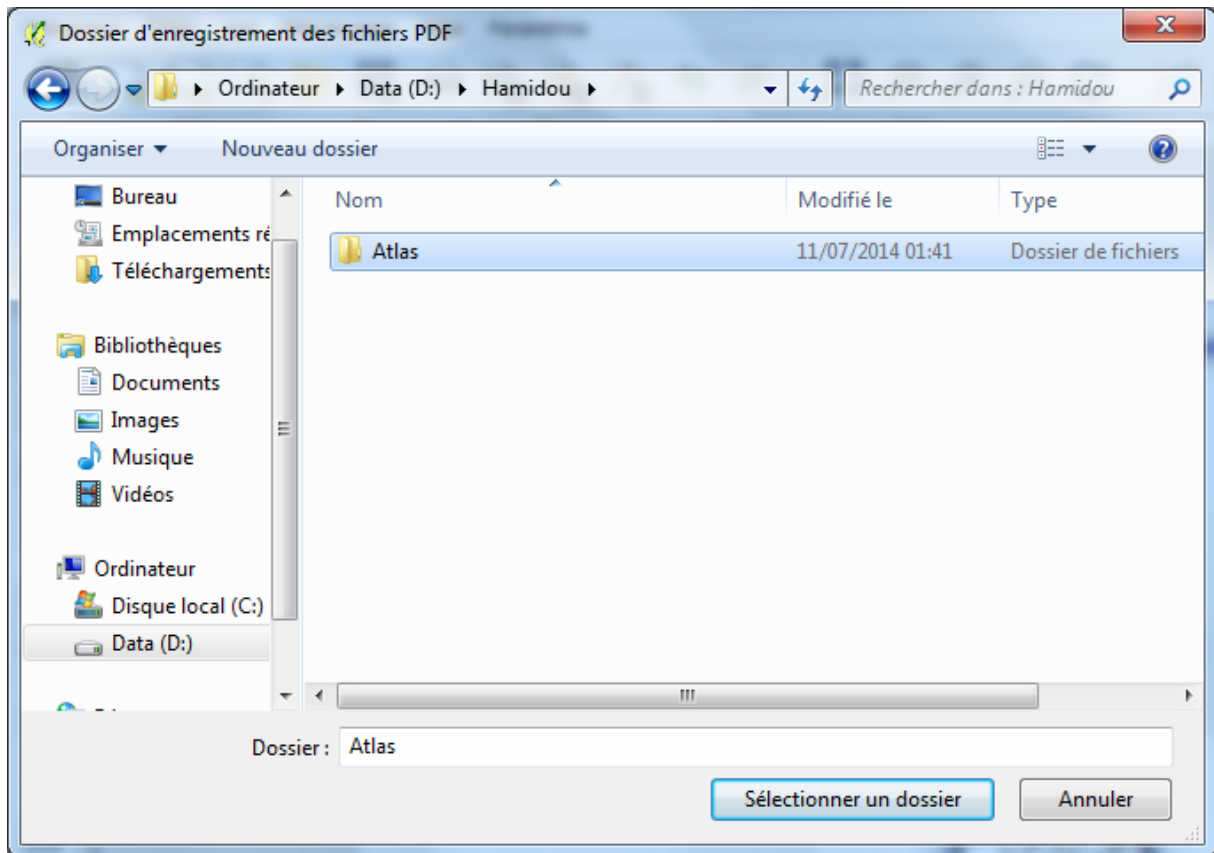 Dossier d'enregistrement des fichiers PDF
Ordinateur Data (D:) Hamidou Rechercher dans : Hamidou
Organiser Nouveau dossier
Nom Modifié le Type
Atlas 11/07/2014 01:41 Dossier de fichiers
Bureau
Emplacements ré
Téléchargements
Bibliothèques
Documents
Images
Musique
Vidéos
Ordinateur
Disque local (C:)
Data (D:)
Dossier : Atlas
Sélectionner un dossier Annuler